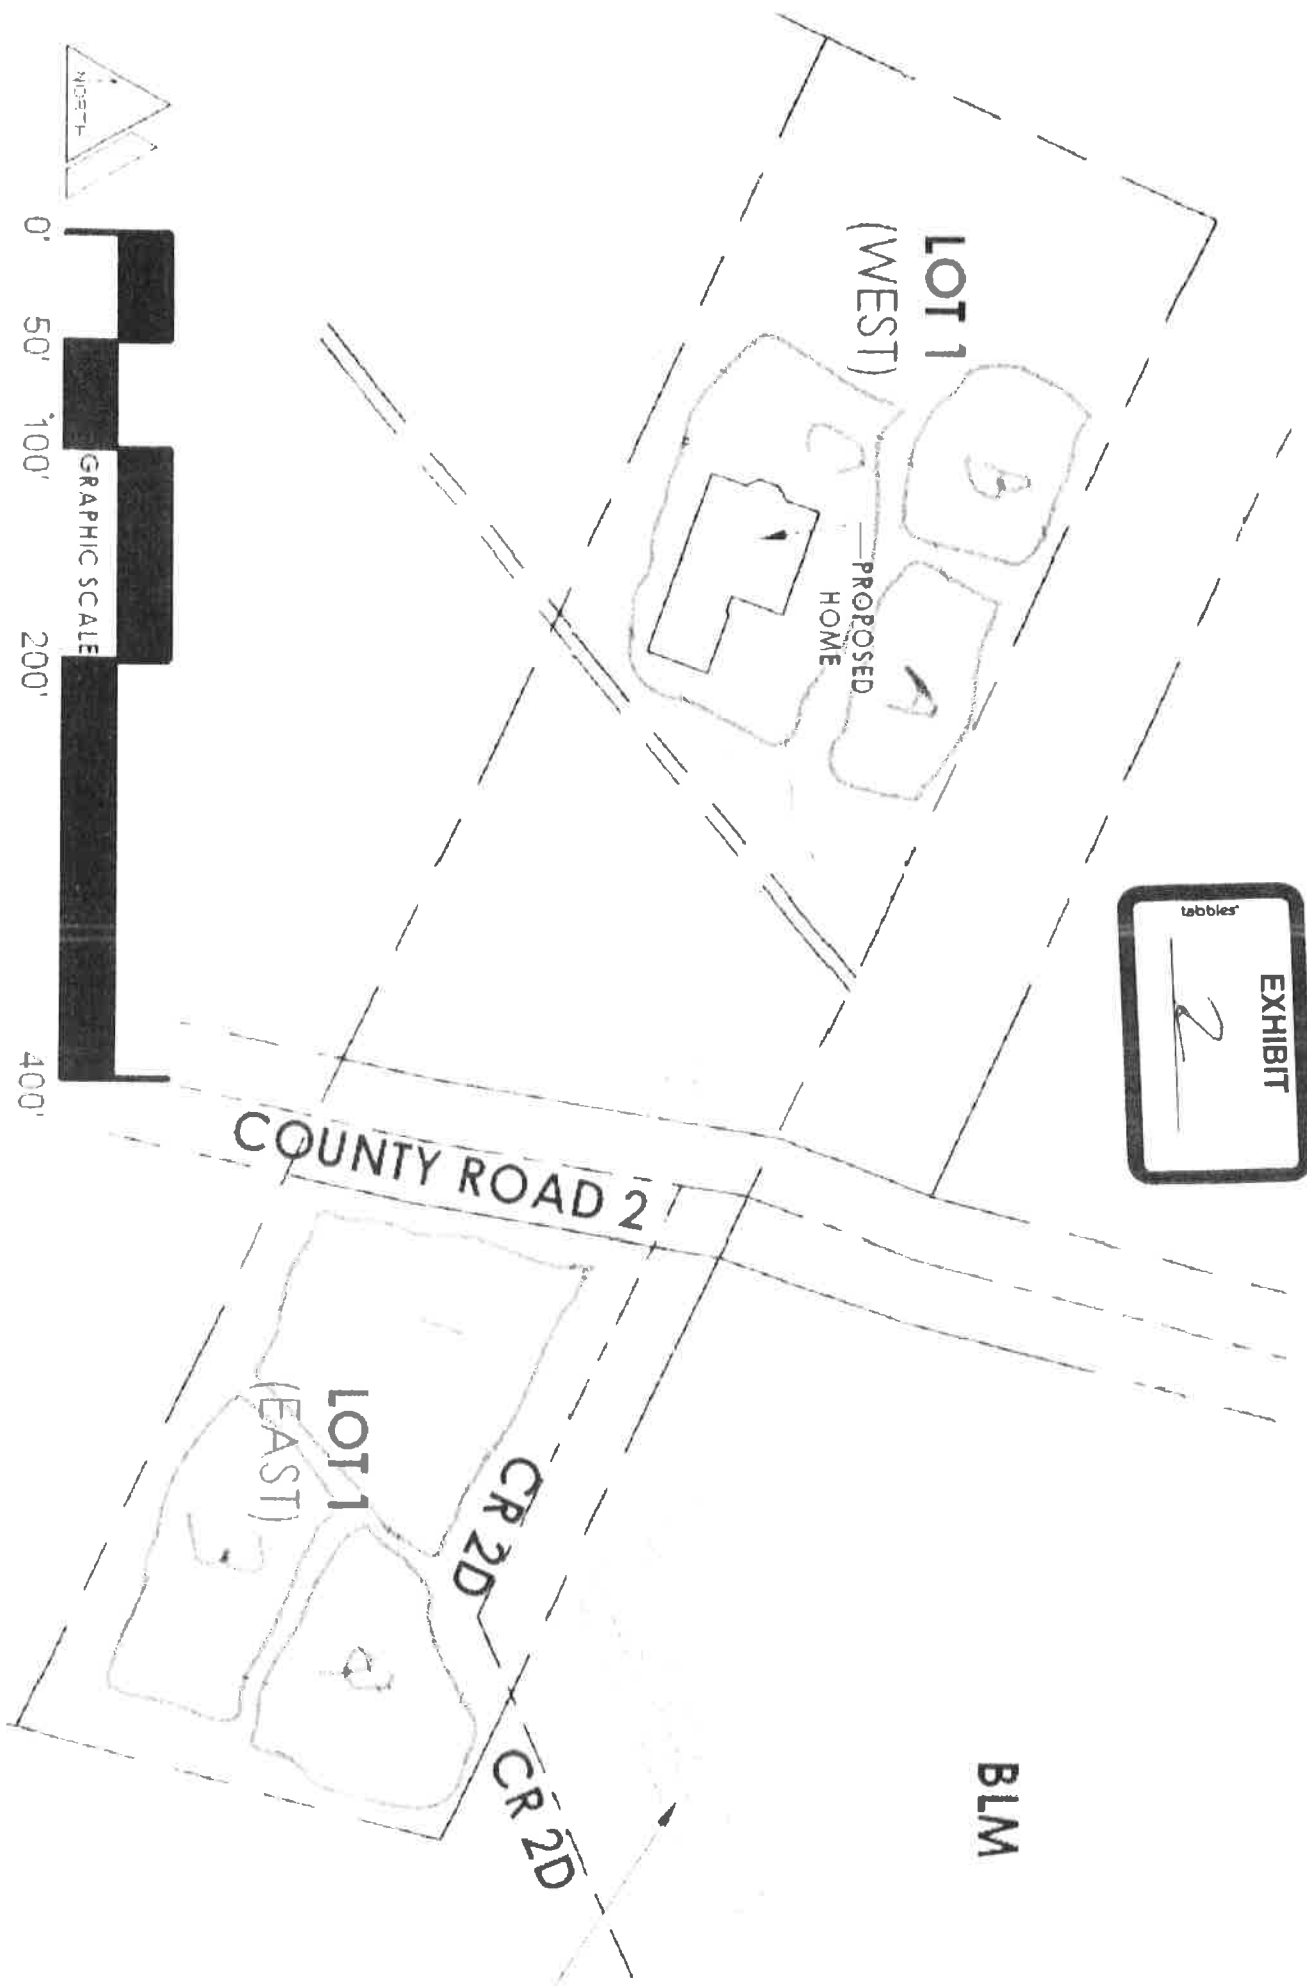 EXHIBIT
2
tabbles®
BLM
LOT 1
(WEST)
B
A
C
PROPOSED
HOME
CR 2D
CR 2D
COUNTY ROAD 2
LOT 1
(EAST)
NORTH
GRAPHIC SCALE
0' 50' 100' 200' 400'